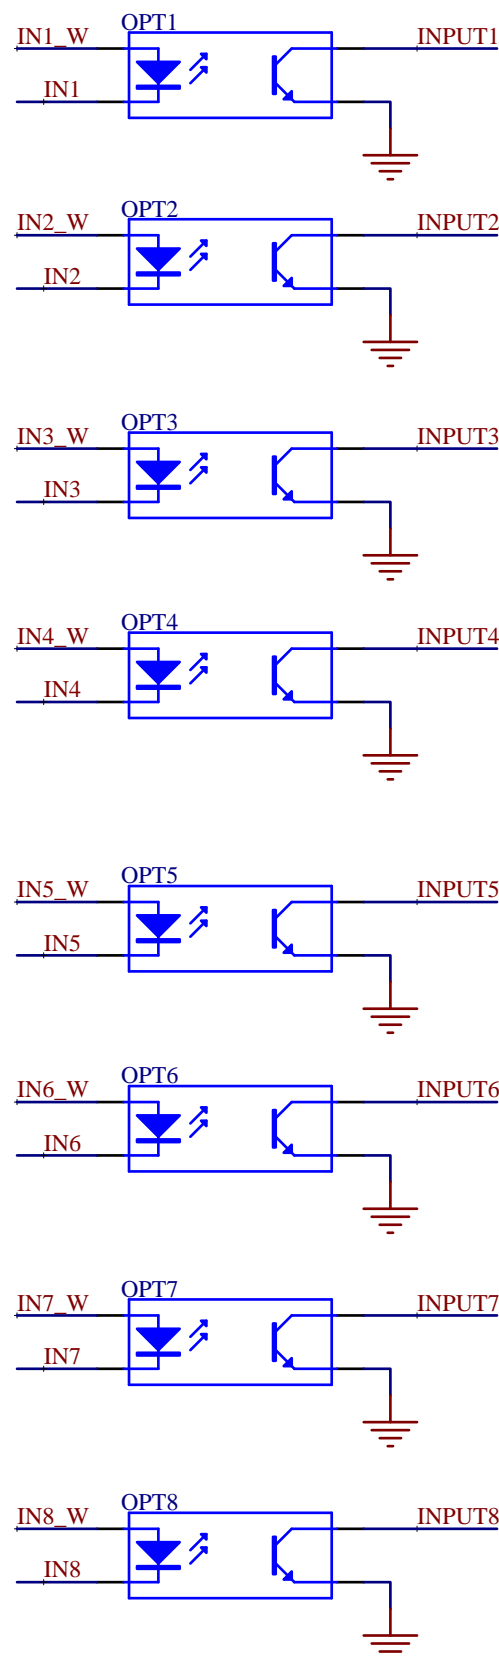 OPT1
IN1_W INPUT1
IN1
OPT2
IN2_W INPUT2
IN2
OPT3
IN3_W INPUT3
IN3
OPT4
IN4_W INPUT4
IN4
OPT5
IN5_W INPUT5
IN5
OPT6
IN6_W INPUT6
IN6
OPT7
IN7_W INPUT7
IN7
OPT8
IN8_W INPUT8
IN8